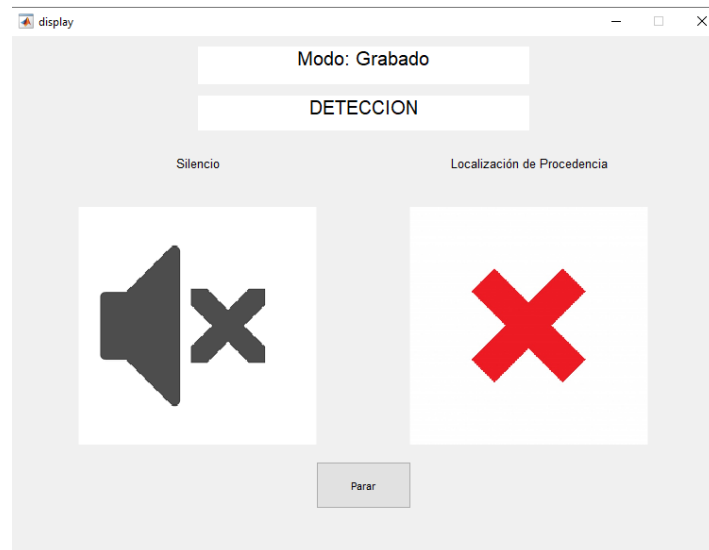 display
Modo: Grabado
DETECCION
Silencio
Localización de Procedencia
Parar